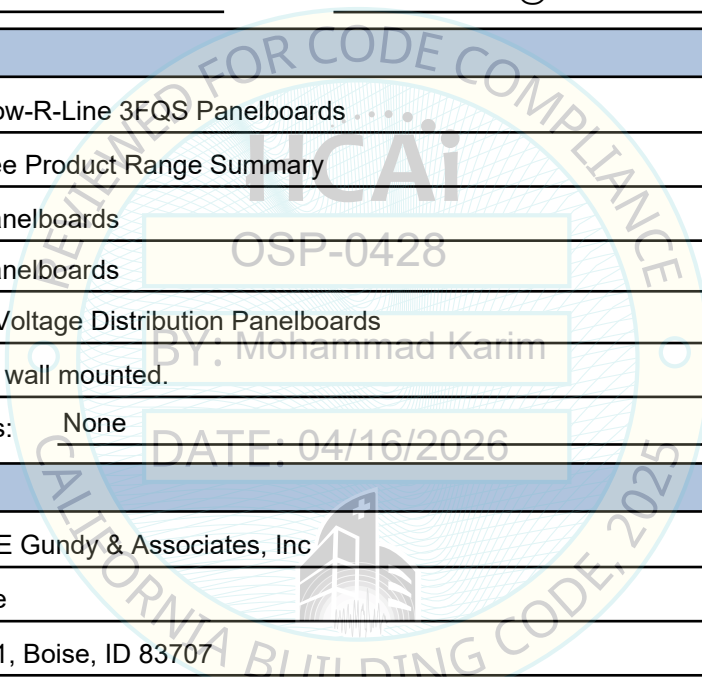 REVIEWED FOR CODE COMPLIANCE
ow-R-Line 3FQS Panelboards
HCAi
ee Product Range Summary
anelboards
OSP-0428
anelboards
Voltage Distribution Panelboards
BY: Mohammad Karim
wall mounted.
s: None
DATE: 04/16/2026
E Gundy & Associates, Inc
e
1, Boise, ID 83707
CALIFORNIA BUILDING CODE, 2025